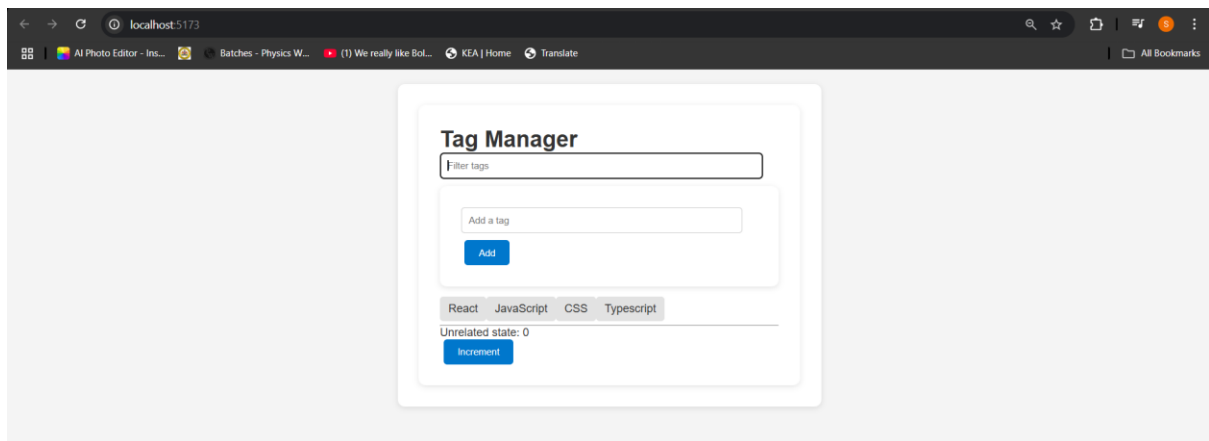 localhost:5173
S
AI Photo Editor - Ins... Batches - Physics W... (1) We really like Bol... KEA | Home Translate All Bookmarks
Tag Manager
Filter tags
Add a tag
Add
React JavaScript CSS Typescript
Unrelated state: 0
Increment